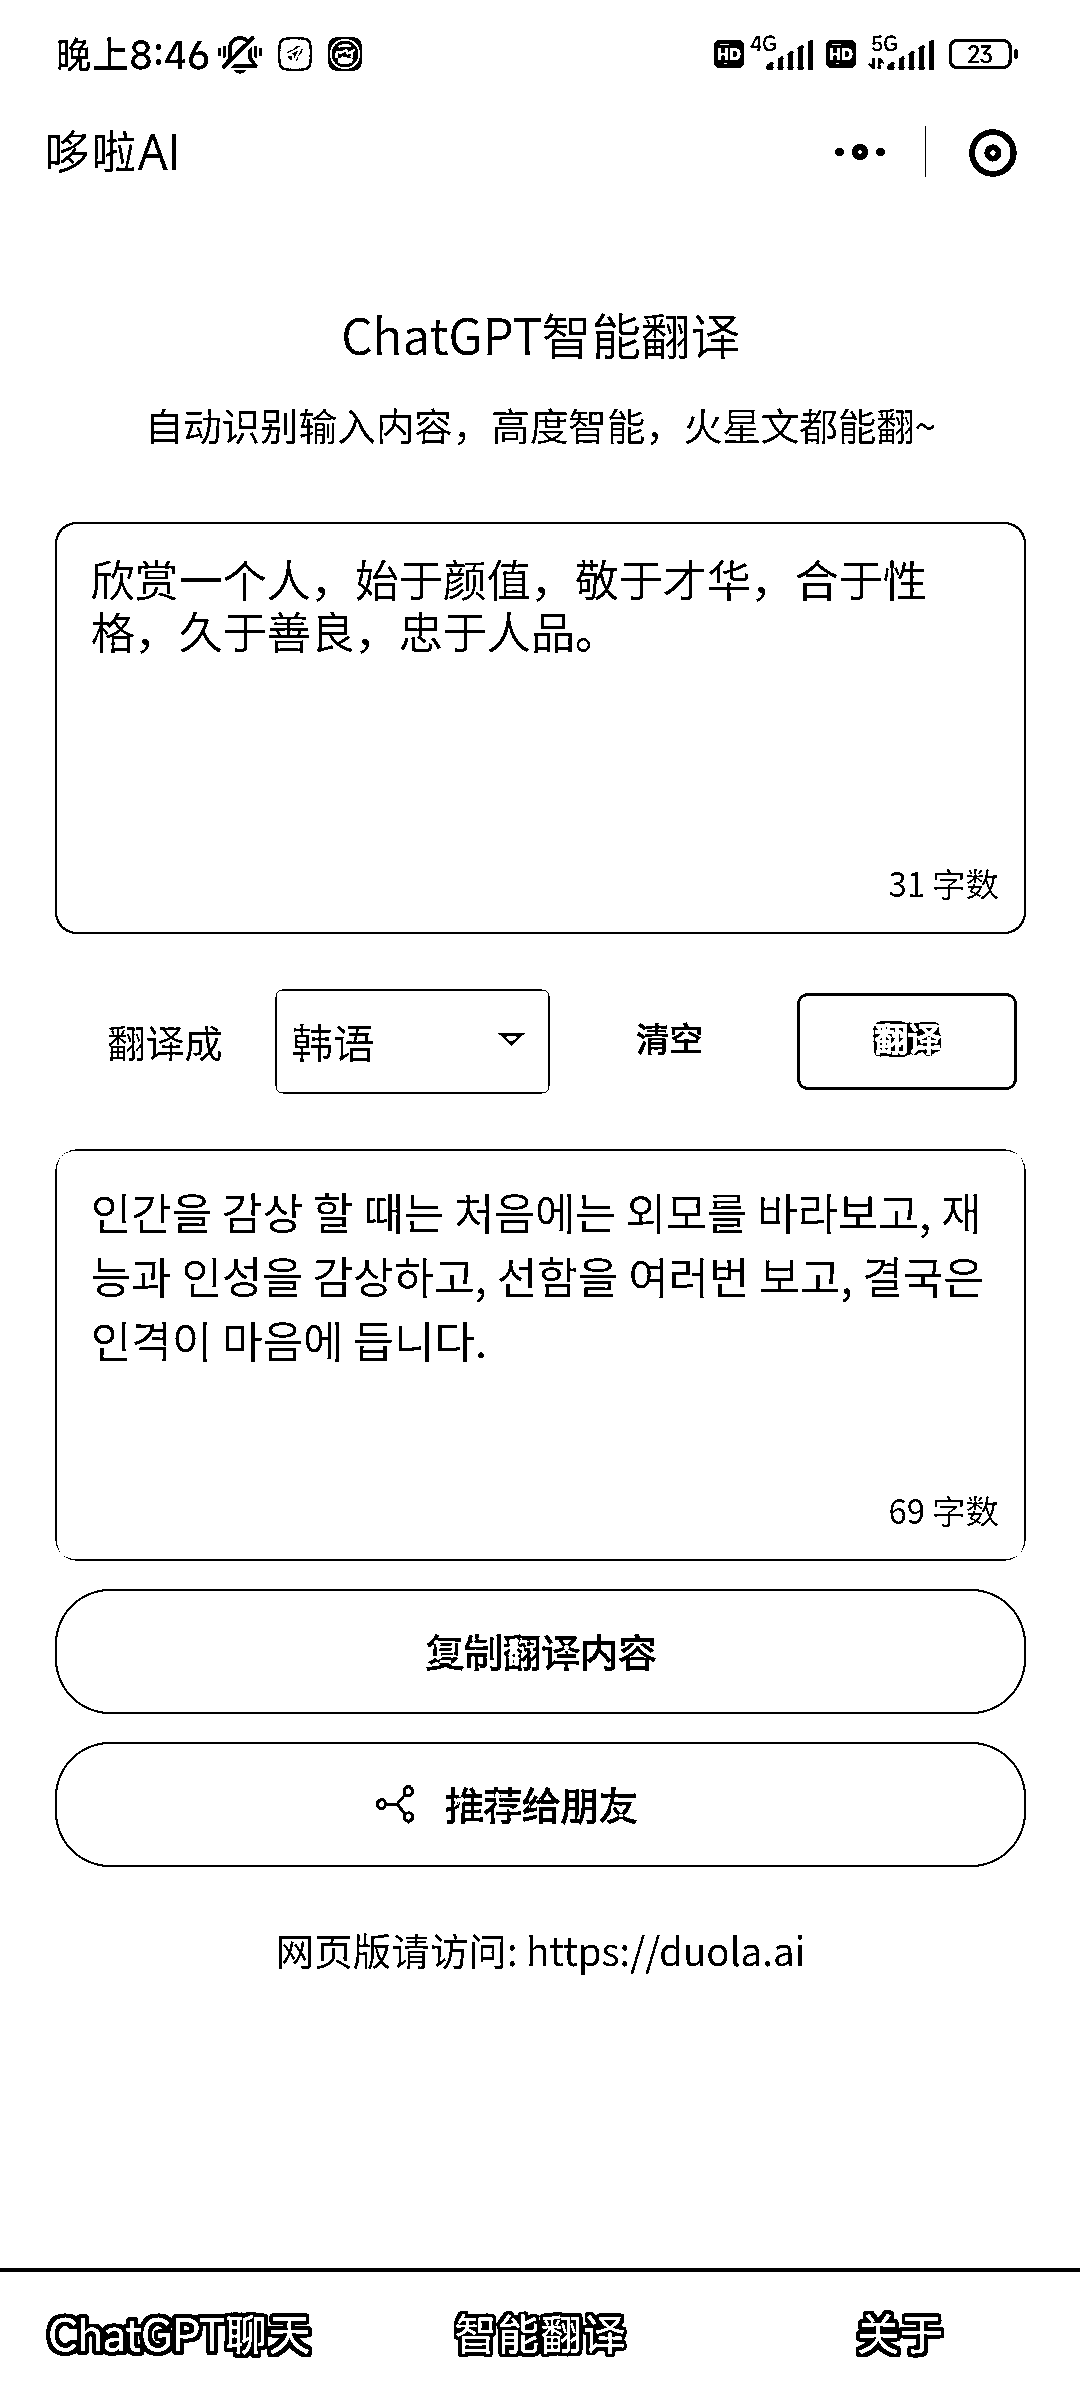 晚上8:46 HD 4G HD 5G 23
哆啦AI
ChatGPT智能翻译
自动识别输入内容，高度智能，火星文都能翻~
欣赏一个人，始于颜值，敬于才华，合于性
格，久于善良，忠于人品。
31 字数
翻译成 韩语 清空 翻译
인간을 감상 할 때는 처음에는 외모를 바라보고, 재
능과 인성을 감상하고, 선함을 여러번 보고, 결국은
인격이 마음에 듭니다.
69 字数
复制翻译内容
推荐给朋友
网页版请访问: https://duola.ai
ChatGPT聊天 智能翻译 关于